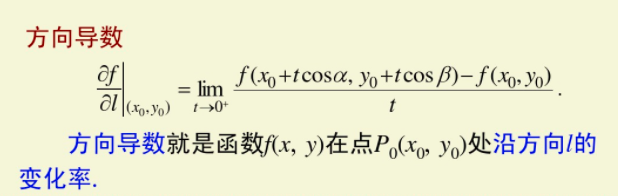 方向导数
∂f/∂l|(x₀,y₀) = lim t→0⁺ f(x₀+tcosα, y₀+tcosβ)−f(x₀,y₀) / t .
方向导数就是函数f(x, y)在点P₀(x₀, y₀)处沿方向l的
变化率.